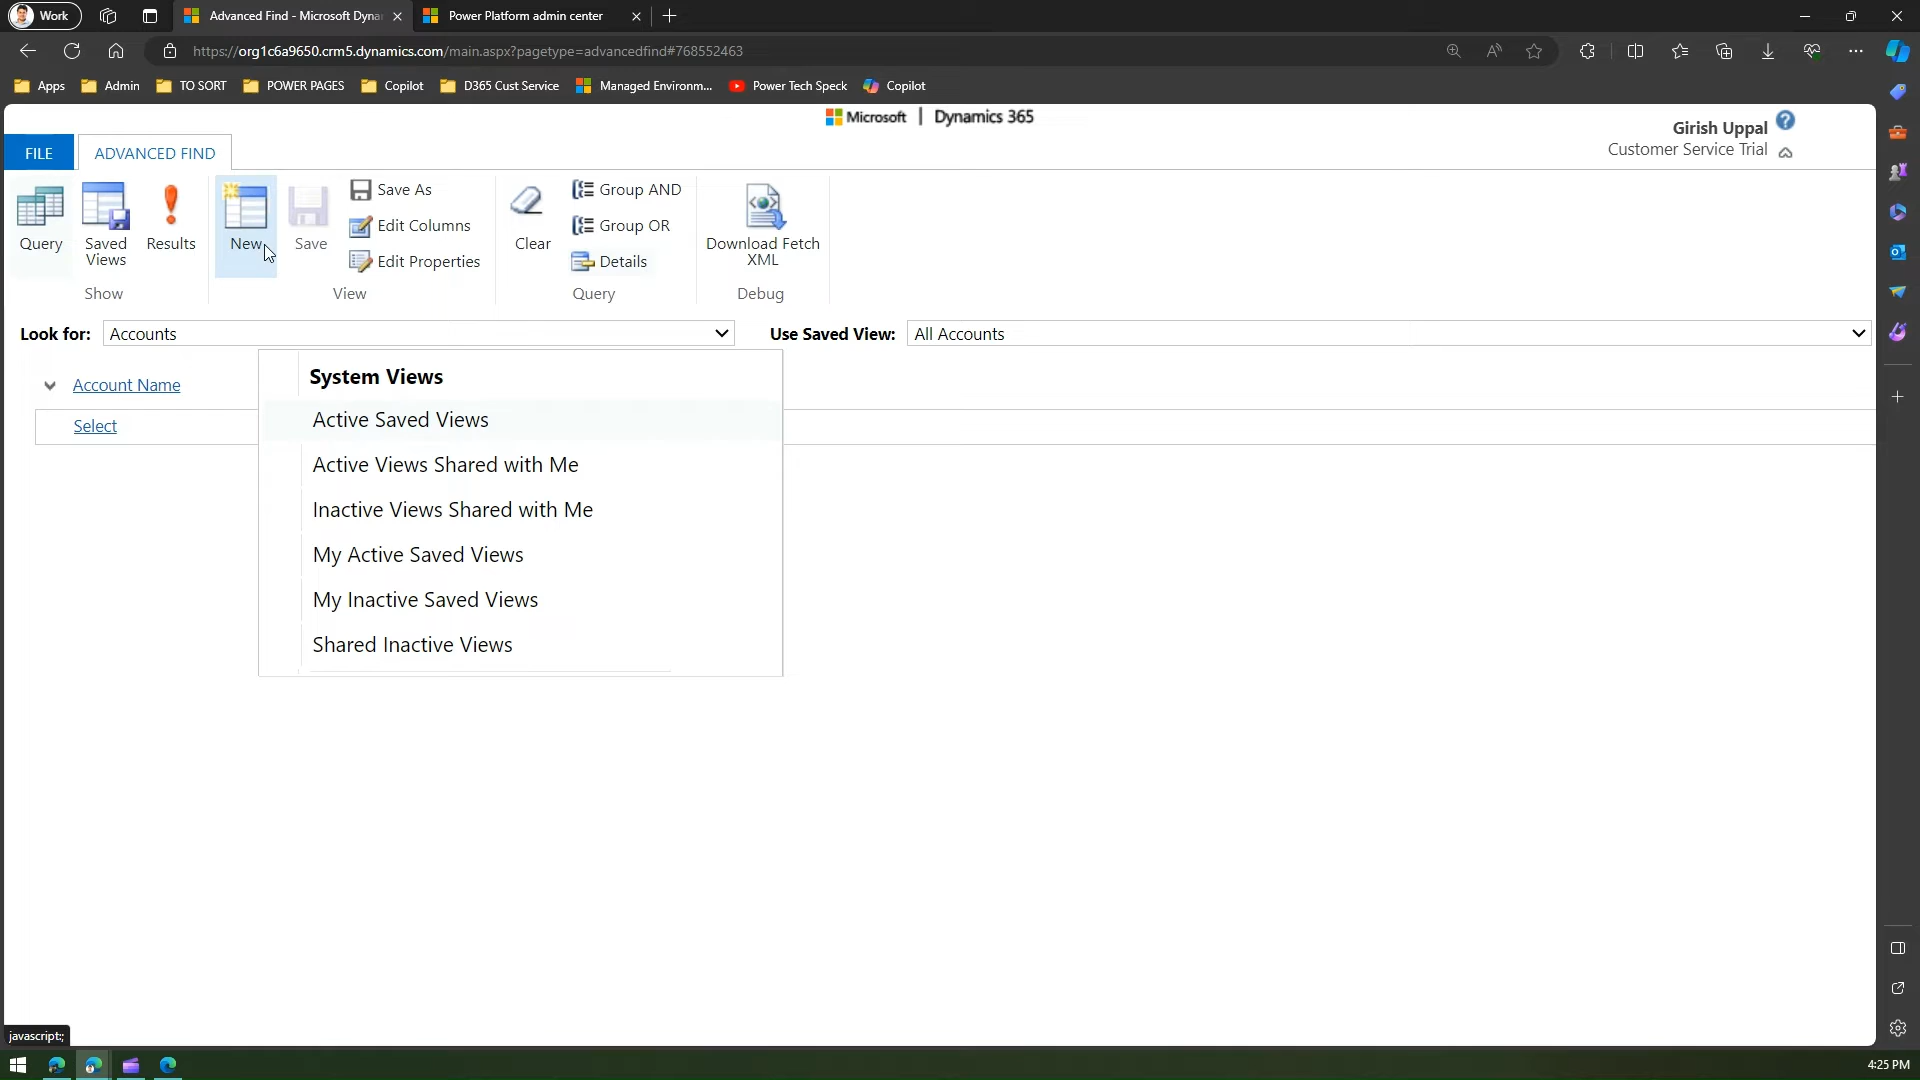 Work
Advanced Find - Microsoft Dyna
Power Platform admin center
https://org1c6a9650.crm5.dynamics.com/main.aspx?pagetype=advancedfind#768552463
Apps
Admin
TO SORT
POWER PAGES
Copilot
D365 Cust Service
Managed Environm...
Power Tech Speck
Copilot
Microsoft | Dynamics 365
Girish Uppal
Customer Service Trial
FILE
ADVANCED FIND
Query
Saved
Views
Results
Show
New
Save
Save As
Edit Columns
Edit Properties
View
Clear
Group AND
Group OR
Details
Query
Download Fetch
XML
Debug
Look for: Accounts
Use Saved View: All Accounts
Account Name
Select
System Views
Active Saved Views
Active Views Shared with Me
Inactive Views Shared with Me
My Active Saved Views
My Inactive Saved Views
Shared Inactive Views
javascript:;
4:25 PM